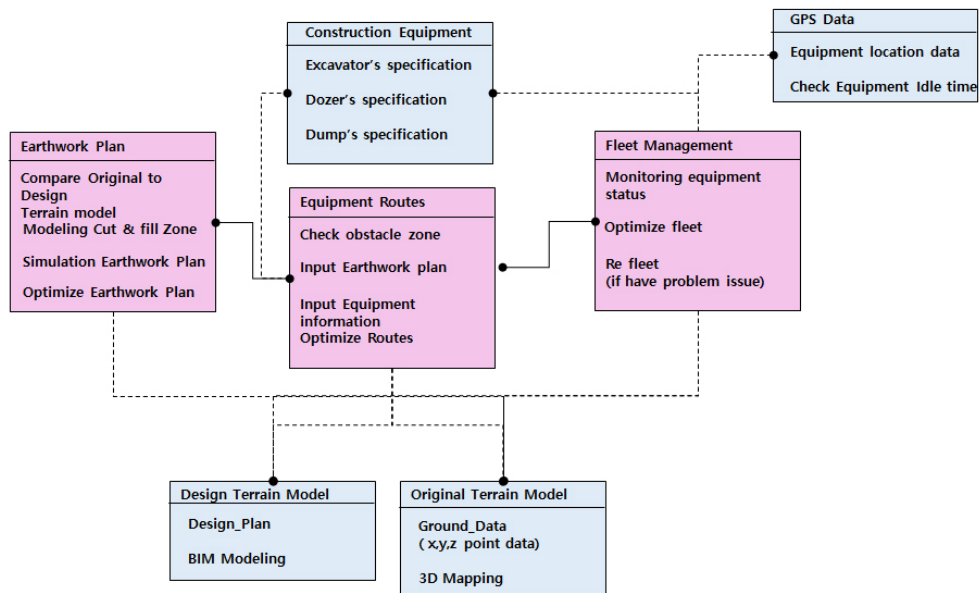 GPS Data
Equipment location data
Check Equipment Idle time
Construction Equipment
Excavator's specification
Dozer's specification
Dump's specification
Earthwork Plan
Compare Original to
Design
Terrain model
Modeling Cut & fill Zone
Simulation Earthwork Plan
Optimize Earthwork Plan
Equipment Routes
Check obstacle zone
Input Earthwork plan
Input Equipment
information
Optimize Routes
Fleet Management
Monitoring equipment
status
Optimize fleet
Re fleet
(if have problem issue)
Design Terrain Model
Design_Plan
BIM Modeling
Original Terrain Model
Ground_Data
( x,y,z point data)
3D Mapping